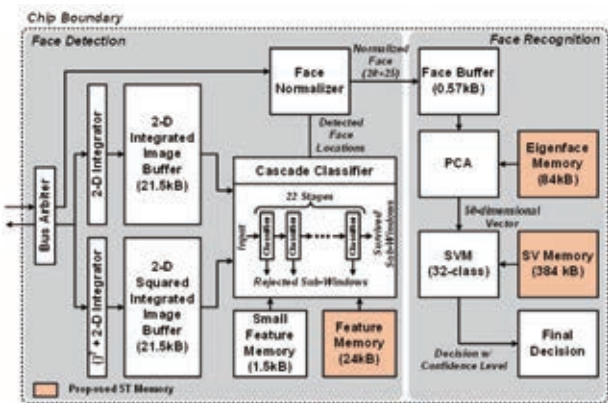 Chip Boundary
Face Detection
Face Recognition
Normalized
Face
Face
Normalizer
Face Buffer
(0.57kB)
2-D Integrator
2-D
Integrated
Image
Buffer
(21.5kB)
Detected
Face
Locations
PCA
Eigenface
Memory
(84kB)
Bus Arbiter
Cascade Classifier
22 Stages
Input
Classifier
Classifier
Classifier
Survived
Sub-Windows
Rejected Sub-Windows
50-dimensional
Vector
SVM
(32-class)
SV Memory
(384 kB)
()² + 2-D Integrator
2-D
Squared
Integrated
Image
Buffer
(21.5kB)
Small
Feature
Memory
(1.5kB)
Feature
Memory
(24kB)
Decision w/
Confidence Level
Final
Decision
Proposed ST Memory